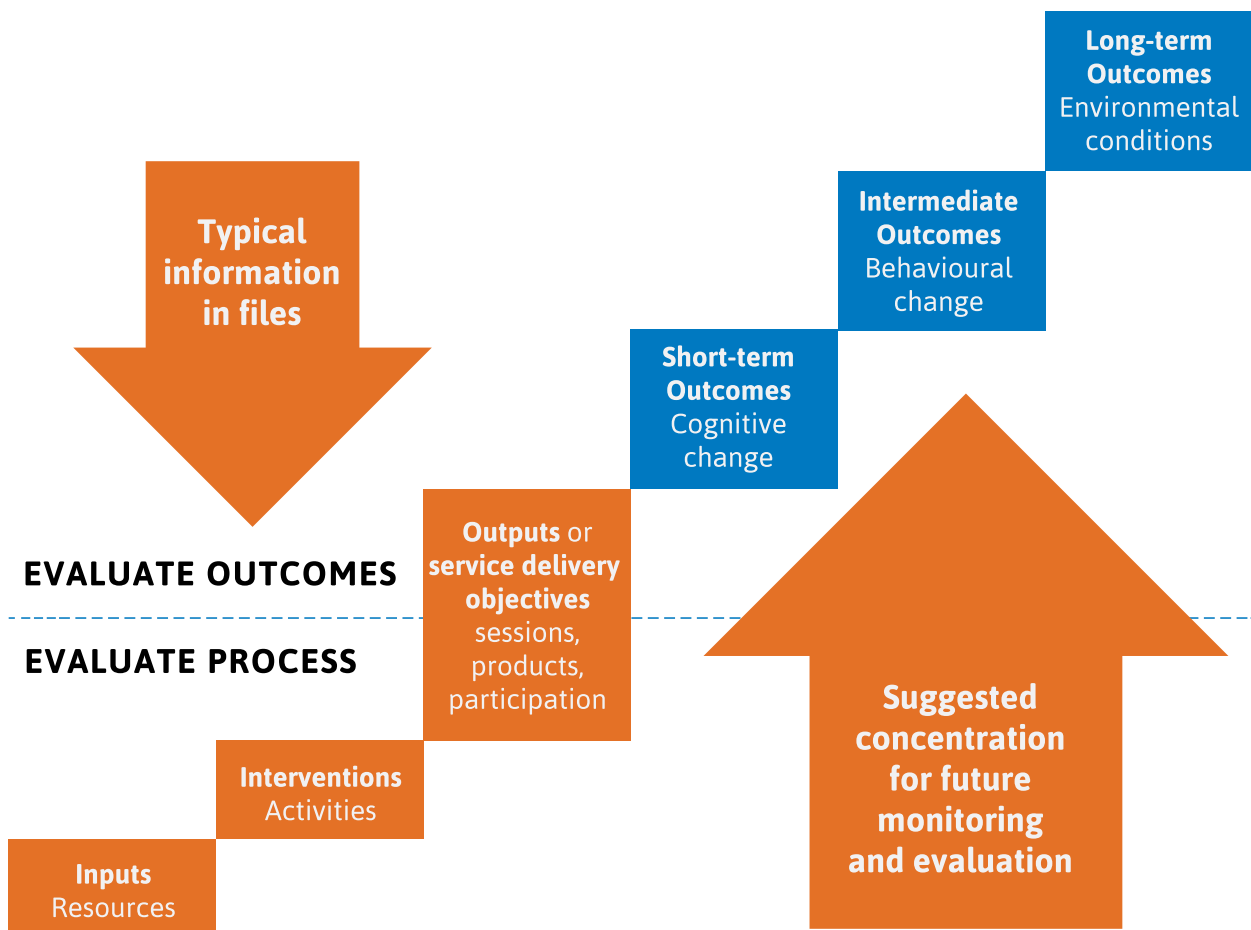 Long-term
Outcomes
Environmental
conditions
Intermediate
Outcomes
Behavioural
change
Typical
information
in files
Short-term
Outcomes
Cognitive
change
Outputs or
service delivery
objectives
sessions,
products,
participation
EVALUATE OUTCOMES
EVALUATE PROCESS
Suggested
concentration
for future
monitoring
and evaluation
Interventions
Activities
Inputs
Resources